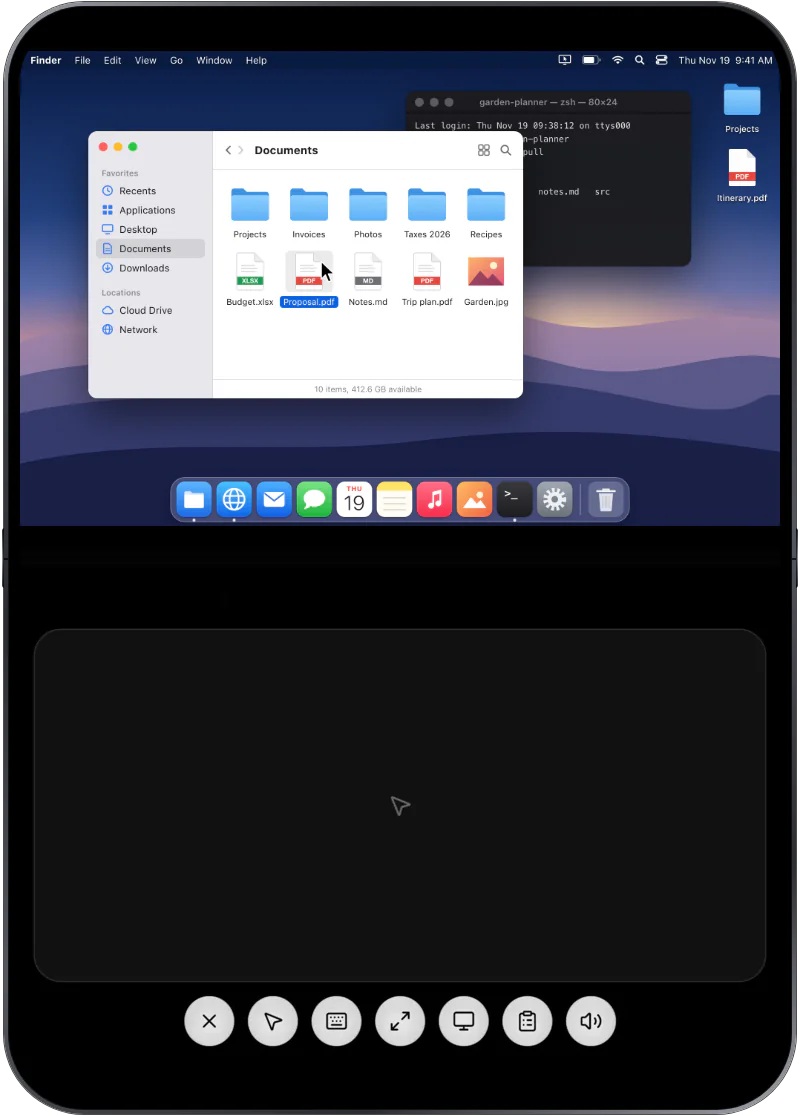 Finder File Edit View Go Window Help Thu Nov 19 9:41 AM
garden-planner — zsh — 80×24
Last login: Thu Nov 19 09:38:12 on ttys000
n-planner
pull
notes.md src
Projects
Itinerary.pdf
PDF
Documents
Favorites
Recents
Applications
Desktop
Documents
Downloads
Locations
Cloud Drive
Network
Projects Invoices Photos Taxes 2026 Recipes
XLSX PDF MD PDF
Budget.xlsx Proposal.pdf Notes.md Trip plan.pdf Garden.jpg
10 items, 412.6 GB available
THU
19
>_